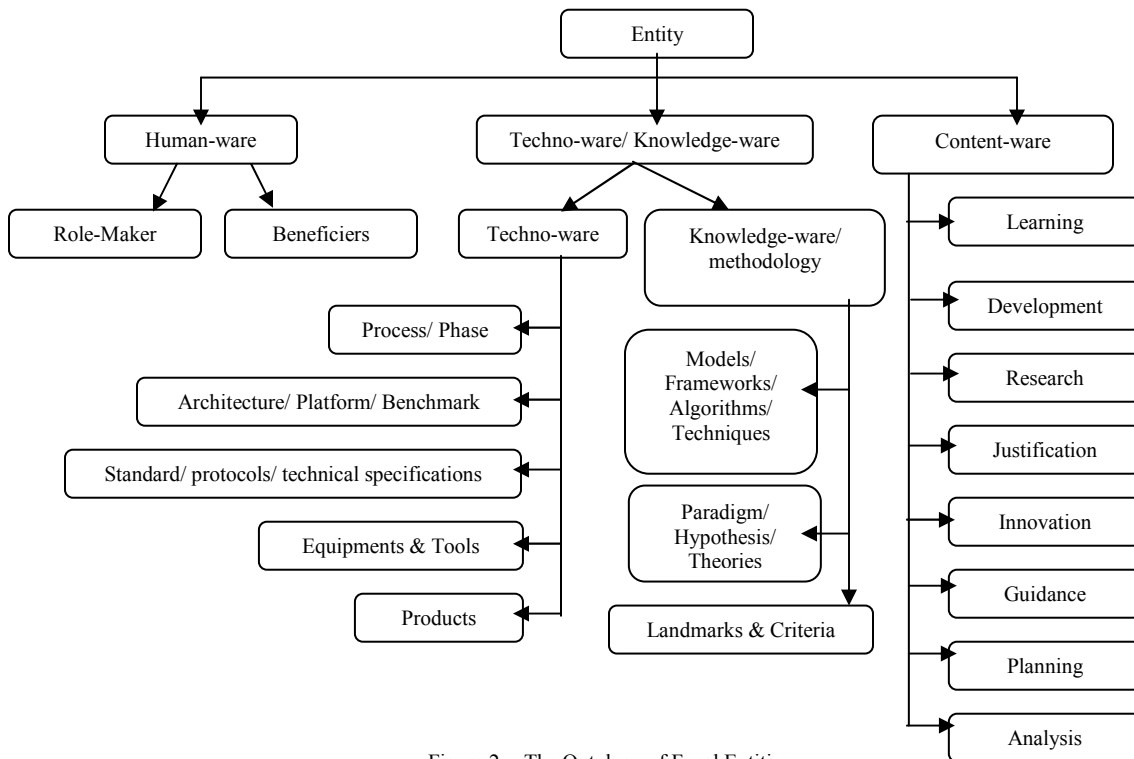 Entity
Human-ware
Techno-ware/ Knowledge-ware
Content-ware
Role-Maker
Beneficiers
Techno-ware
Knowledge-ware/
methodology
Learning
Development
Research
Justification
Innovation
Guidance
Planning
Analysis
Process/ Phase
Architecture/ Platform/ Benchmark
Standard/ protocols/ technical specifications
Equipments & Tools
Products
Models/
Frameworks/
Algorithms/
Techniques
Paradigm/
Hypothesis/
Theories
Landmarks & Criteria